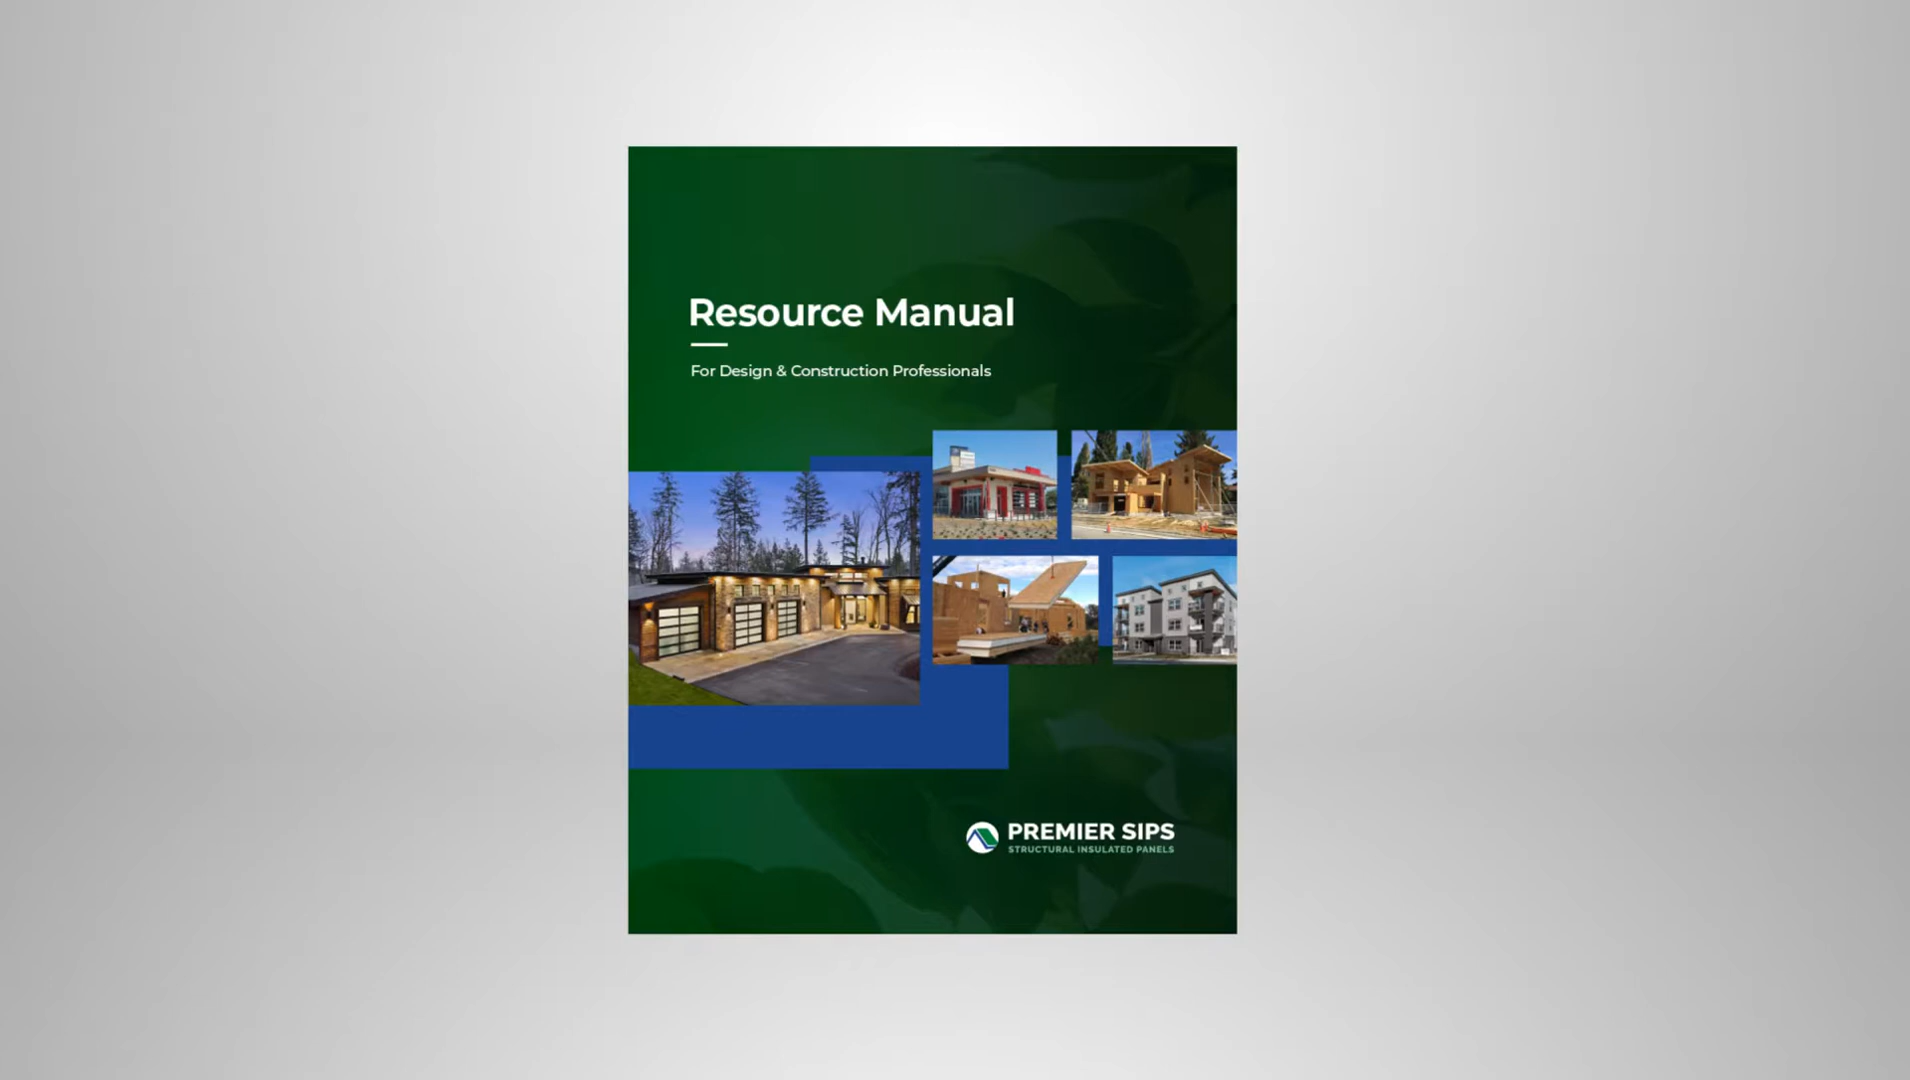 Resource Manual
For Design & Construction Professionals
PREMIER SIPS
STRUCTURAL INSULATED PANELS